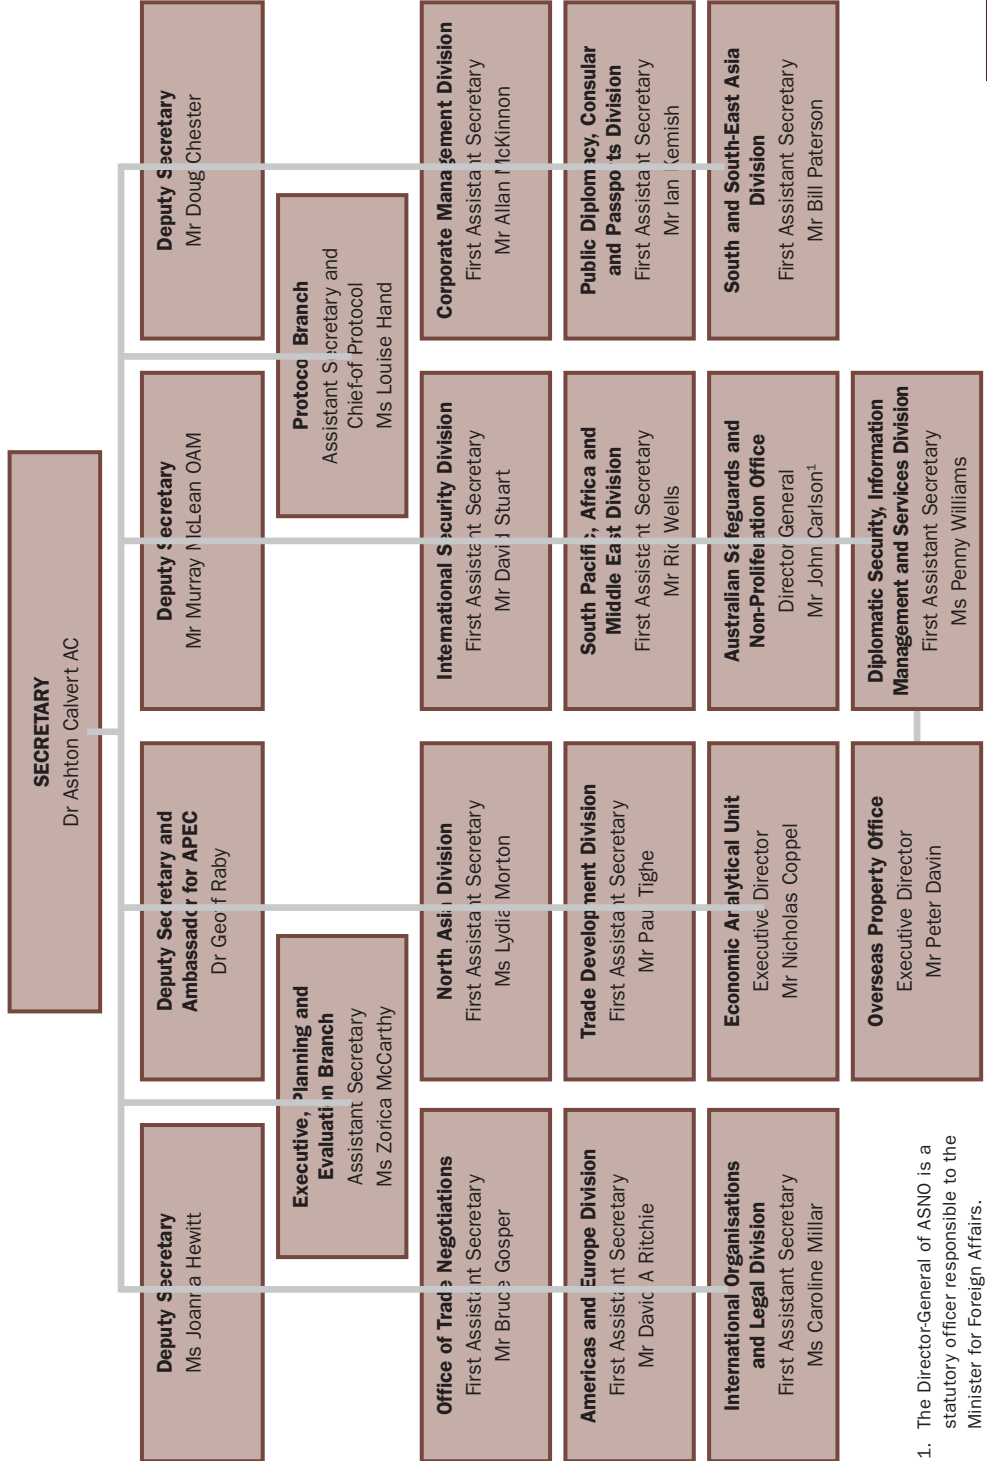 SECRETARY
Dr Ashton Calvert AC
Deputy Secretary
Ms Joanna Hewitt
Deputy Secretary and
Ambassador for APEC
Dr Geoff Raby
Deputy Secretary
Mr Murray McLean OAM
Deputy Secretary
Mr Doug Chester
Executive, Planning and
Evaluation Branch
Assistant Secretary
Ms Zorica McCarthy
Protocol Branch
Assistant Secretary and
Chief-of Protocol
Ms Louise Hand
Office of Trade Negotiations
First Assistant Secretary
Mr Bruce Gosper
North Asia Division
First Assistant Secretary
Ms Lydia Morton
International Security Division
First Assistant Secretary
Mr David Stuart
Corporate Management Division
First Assistant Secretary
Mr Allan McKinnon
Americas and Europe Division
First Assistant Secretary
Mr David A Ritchie
Trade Development Division
First Assistant Secretary
Mr Paul Tighe
South Pacific, Africa and
Middle East Division
First Assistant Secretary
Mr Ric Wells
Public Diplomacy, Consular
and Passports Division
First Assistant Secretary
Mr Ian Kemish
International Organisations
and Legal Division
First Assistant Secretary
Ms Caroline Millar
Economic Analytical Unit
Executive Director
Mr Nicholas Coppel
Australian Safeguards and
Non-Proliferation Office
Director General
Mr John Carlson¹
South and South-East Asia
Division
First Assistant Secretary
Mr Bill Paterson
Overseas Property Office
Executive Director
Mr Peter Davin
Diplomatic Security, Information
Management and Services Division
First Assistant Secretary
Ms Penny Williams
1. The Director-General of ASNO is a
statutory officer responsible to the
Minister for Foreign Affairs.